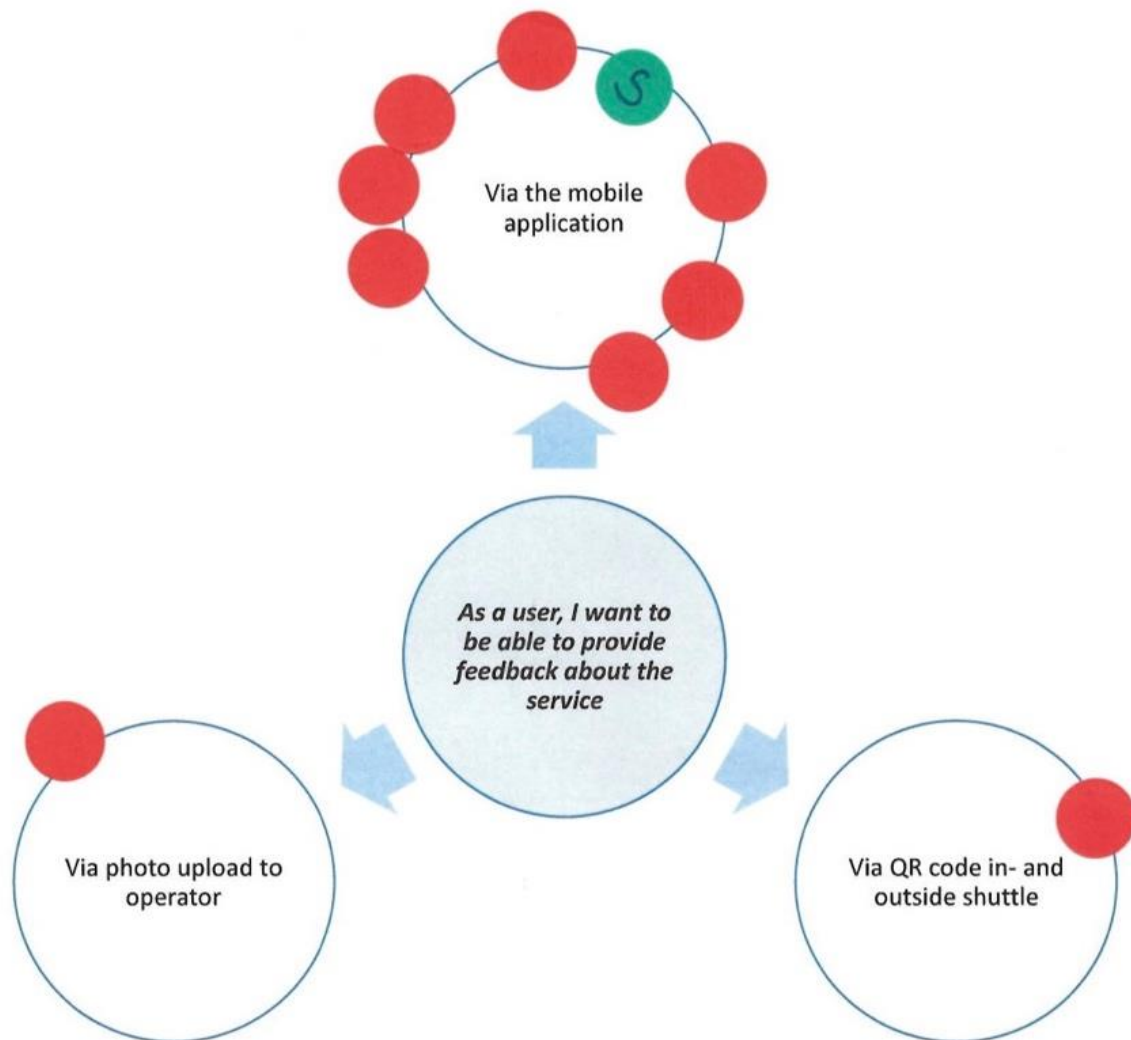 S
Via the mobile
application
As a user, I want to
be able to provide
feedback about the
service
Via photo upload to
operator
Via QR code in- and
outside shuttle